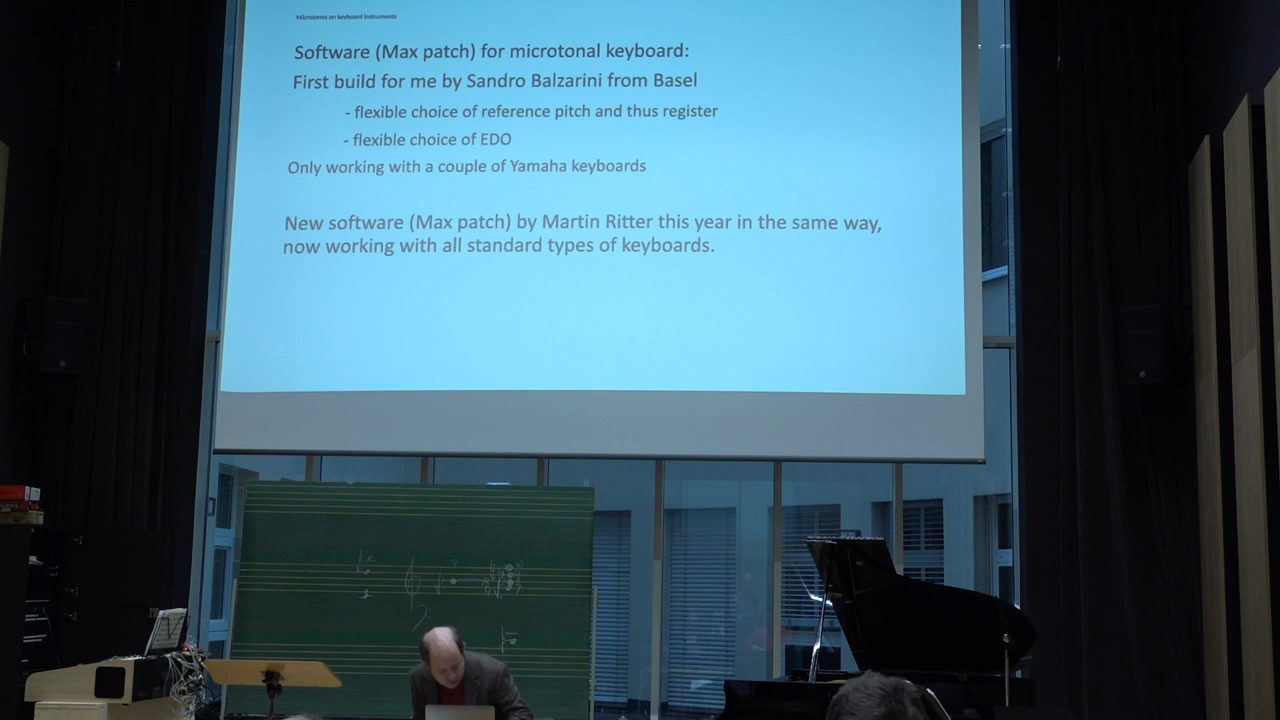 Microtones on keyboard instruments
Software (Max patch) for microtonal keyboard:
First build for me by Sandro Balzarini from Basel
- flexible choice of reference pitch and thus register
- flexible choice of EDO
Only working with a couple of Yamaha keyboards
New software (Max patch) by Martin Ritter this year in the same way,
now working with all standard types of keyboards.